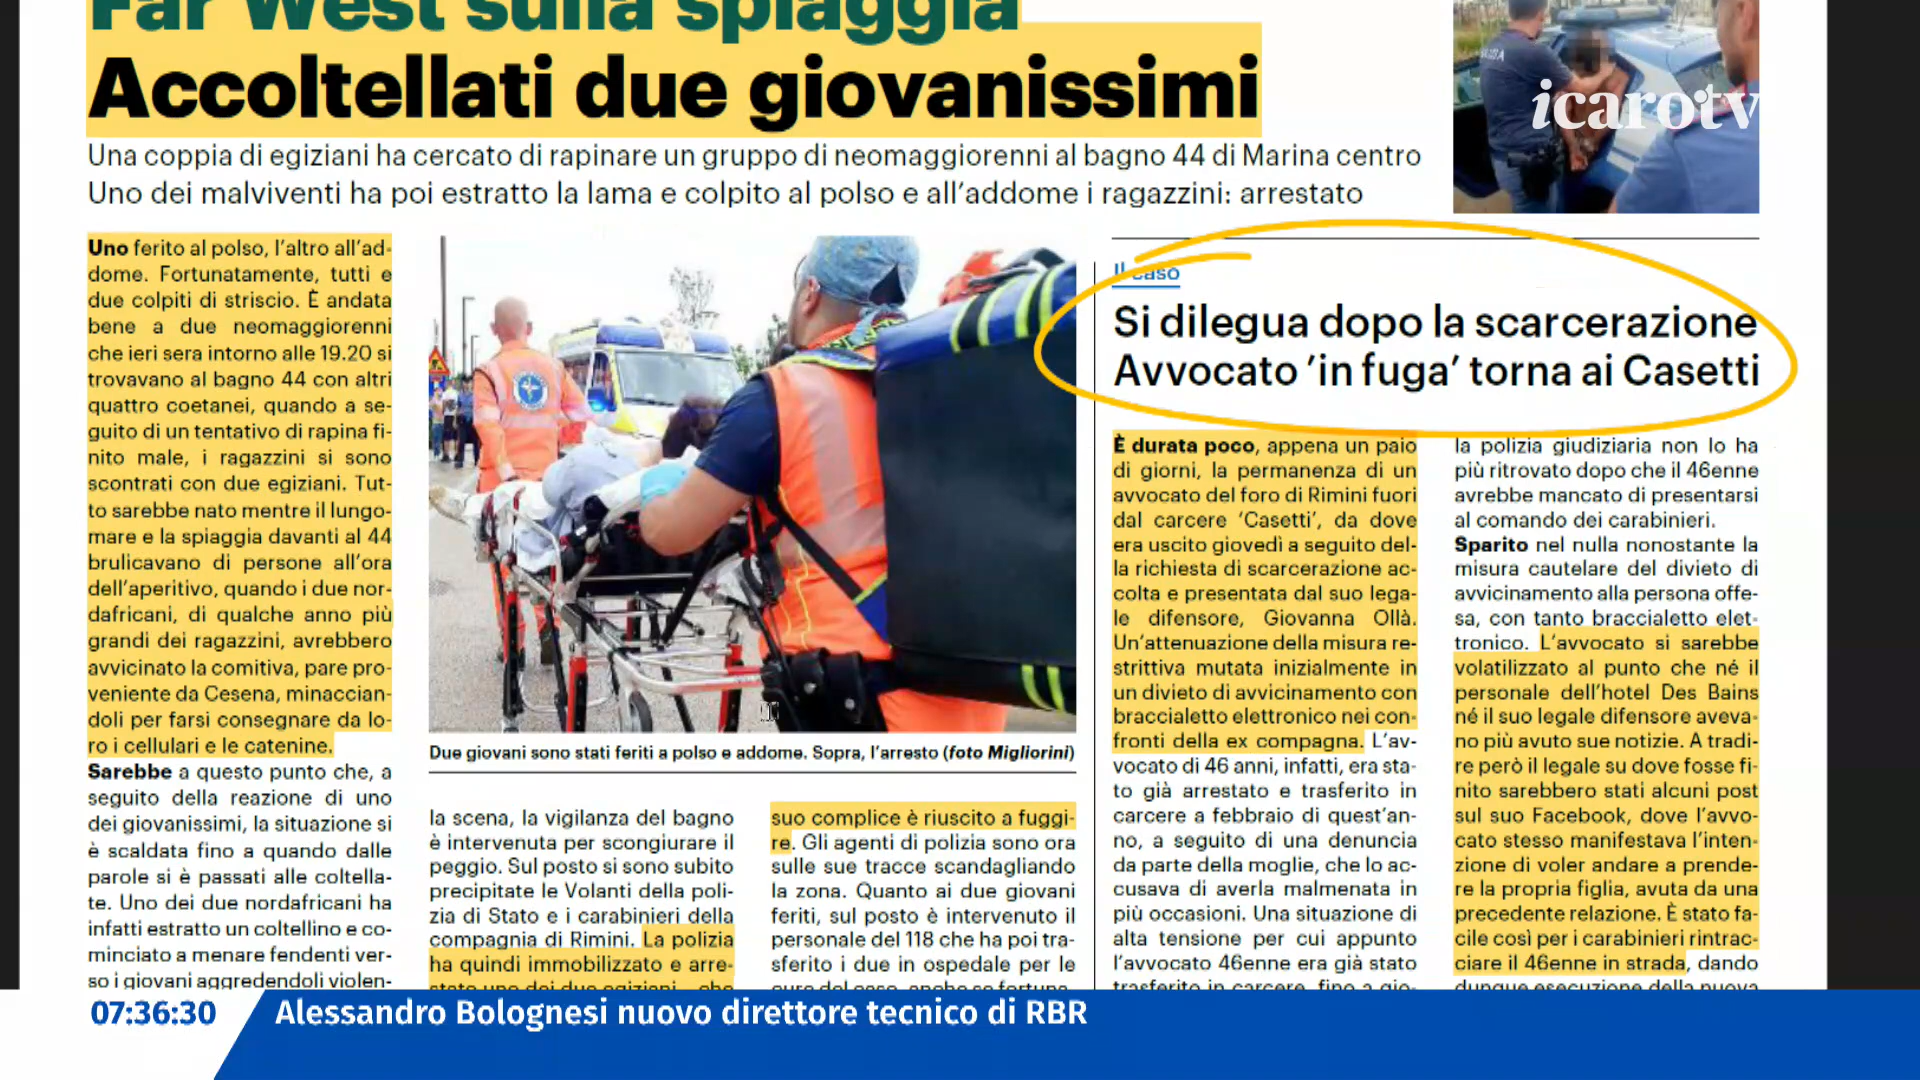 Far West sulla spiaggia
Accoltellati due giovanissimi
Una coppia di egiziani ha cercato di rapinare un gruppo di neomaggiorenni al bagno 44 di Marina centro
Uno dei malviventi ha poi estratto la lama e colpito al polso e all'addome i ragazzini: arrestato
icarotv
Uno ferito al polso, l'altro all'ad-
dome. Fortunatamente, tutti e
due colpiti di striscio. È andata
bene a due neomaggiorenni
che ieri sera intorno alle 19.20 si
trovavano al bagno 44 con altri
quattro coetanei, quando a se-
guito di un tentativo di rapina fi-
nito male, i ragazzini si sono
scontrati con due egiziani. Tut-
to sarebbe nato mentre il lungo-
mare e la spiaggia davanti al 44
brulicavano di persone all'ora
dell'aperitivo, quando i due nor-
dafricani, di qualche anno più
grandi dei ragazzini, avrebbero
avvicinato la comitiva, pare pro-
veniente da Cesena, minaccian-
doli per farsi consegnare da lo-
ro i cellulari e le catenine.
Sarebbe a questo punto che, a
seguito della reazione di uno
dei giovanissimi, la situazione si
è scaldata fino a quando dalle
parole si è passati alle coltella-
te. Uno dei due nordafricani ha
infatti estratto un coltellino e co-
minciato a menare fendenti ver-
so i giovani aggredendoli violen-
Due giovani sono stati feriti a polso e addome. Sopra, l'arresto (foto Migliorini)
la scena, la vigilanza del bagno
è intervenuta per scongiurare il
peggio. Sul posto si sono subito
precipitate le Volanti della poli-
zia di Stato e i carabinieri della
compagnia di Rimini. La polizia
ha quindi immobilizzato e arre-
stato uno dei due egiziani, che
suo complice è riuscito a fuggi-
re. Gli agenti di polizia sono ora
sulle sue tracce scandagliando
la zona. Quanto ai due giovani
feriti, sul posto è intervenuto il
personale del 118 che ha poi tra-
sferito i due in ospedale per le
cure del caso, anche se fortuna-
Il caso
Si dilegua dopo la scarcerazione
Avvocato 'in fuga' torna ai Casetti
È durata poco, appena un paio
di giorni, la permanenza di un
avvocato del foro di Rimini fuori
dal carcere 'Casetti', da dove
era uscito giovedì a seguito del-
la richiesta di scarcerazione ac-
colta e presentata dal suo lega-
le difensore, Giovanna Ollà.
Un'attenuazione della misura re-
strittiva mutata inizialmente in
un divieto di avvicinamento con
braccialetto elettronico nei con-
fronti della ex compagna. L'av-
vocato di 46 anni, infatti, era sta-
to già arrestato e trasferito in
carcere a febbraio di quest'an-
no, a seguito di una denuncia
da parte della moglie, che lo ac-
cusava di averla malmenata in
più occasioni. Una situazione di
alta tensione per cui appunto
l'avvocato 46enne era già stato
trasferito in carcere, fino a gio-
la polizia giudiziaria non lo ha
più ritrovato dopo che il 46enne
avrebbe mancato di presentarsi
al comando dei carabinieri.
Sparito nel nulla nonostante la
misura cautelare del divieto di
avvicinamento alla persona offe-
sa, con tanto braccialetto elet-
tronico. L'avvocato si sarebbe
volatilizzato al punto che né il
personale dell'hotel Des Bains
né il suo legale difensore aveva-
no più avuto sue notizie. A tradi-
re però il legale su dove fosse fi-
nito sarebbero stati alcuni post
sul suo Facebook, dove l'avvo-
cato stesso manifestava l'inten-
zione di voler andare a prende-
re la propria figlia, avuta da una
precedente relazione. È stato fa-
cile così per i carabinieri rintrac-
ciare il 46enne in strada, dando
dunque esecuzione della nuova
07:36:30
Alessandro Bolognesi nuovo direttore tecnico di RBR